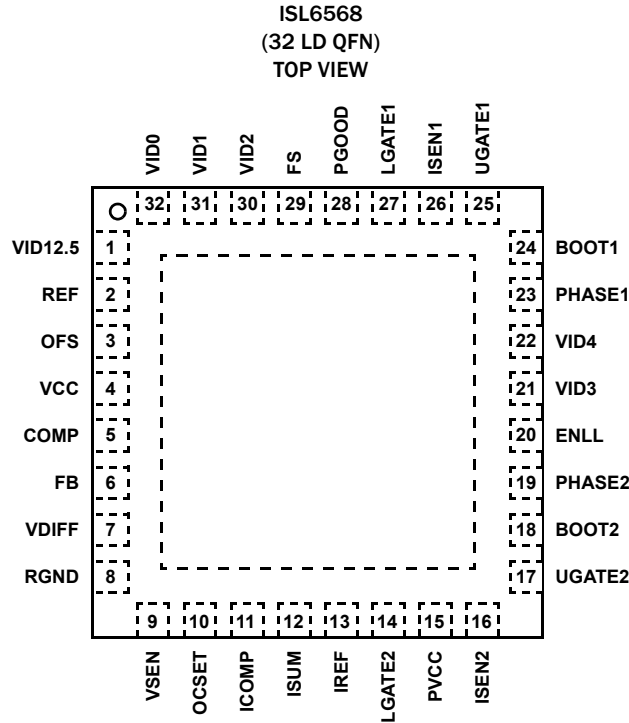 ISL6568
(32 LD QFN)
TOP VIEW
VID0
VID1
VID2
FS
PGOOD
LGATE1
ISEN1
UGATE1
32 31 30 29 28 27 26 25
VID12.5 1 24 BOOT1
REF 2 23 PHASE1
OFS 3 22 VID4
VCC 4 21 VID3
COMP 5 20 ENLL
FB 6 19 PHASE2
VDIFF 7 18 BOOT2
RGND 8 17 UGATE2
9 10 11 12 13 14 15 16
VSEN
OCSET
ICOMP
ISUM
IREF
LGATE2
PVCC
ISEN2